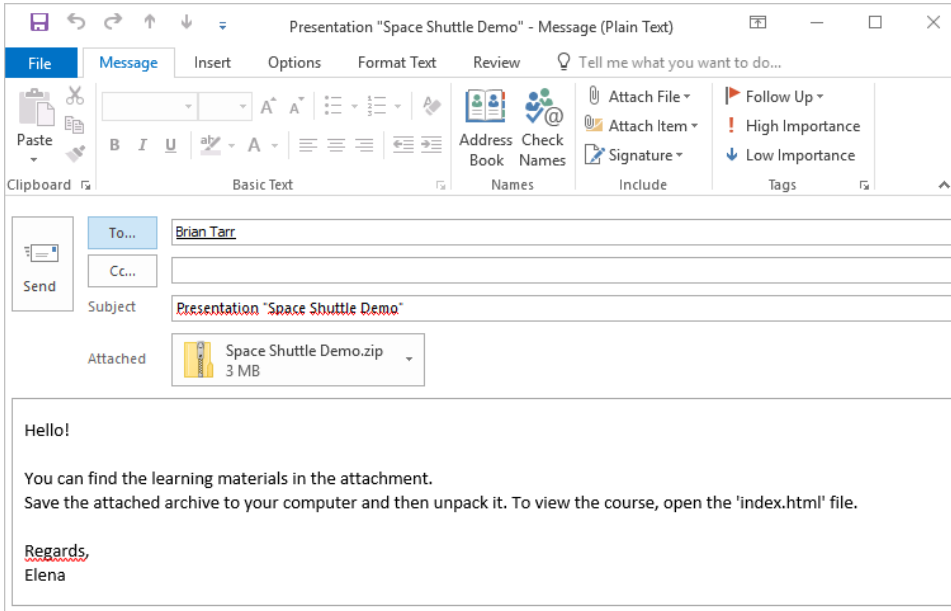 Presentation "Space Shuttle Demo" - Message (Plain Text)
File Message Insert Options Format Text Review Tell me what you want to do...
Paste
Clipboard
A A
B I U aby A
Basic Text
Address Book
Check Names
Names
Attach File
Attach Item
Signature
Include
Follow Up
High Importance
Low Importance
Tags
Send
To... Brian Tarr
Cc...
Subject Presentation "Space Shuttle Demo"
Attached Space Shuttle Demo.zip
3 MB
Hello!
You can find the learning materials in the attachment.
Save the attached archive to your computer and then unpack it. To view the course, open the 'index.html' file.
Regards,
Elena